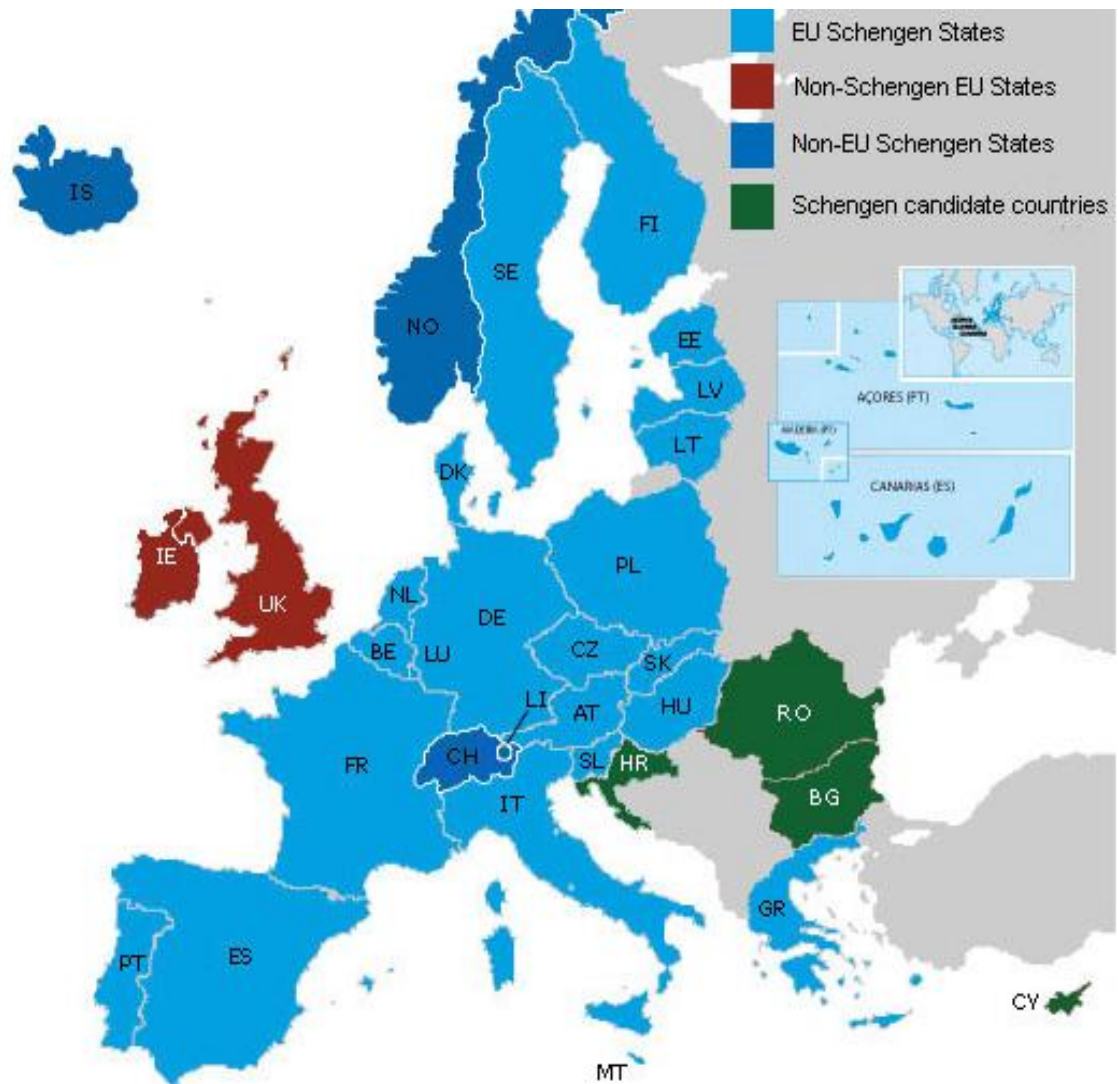 EU Schengen States
Non-Schengen EU States
Non-EU Schengen States
Schengen candidate countries
IS
FI
SE
NO
EE
LV
AÇORES (PT)
MADEIRA (PT)
LT
DK
CANARIAS (ES)
IE
PL
UK
NL
DE
BE
LU
CZ
SK
LI
AT
HU
RO
FR
CH
SL
HR
IT
BG
GR
PT
ES
CY
MT